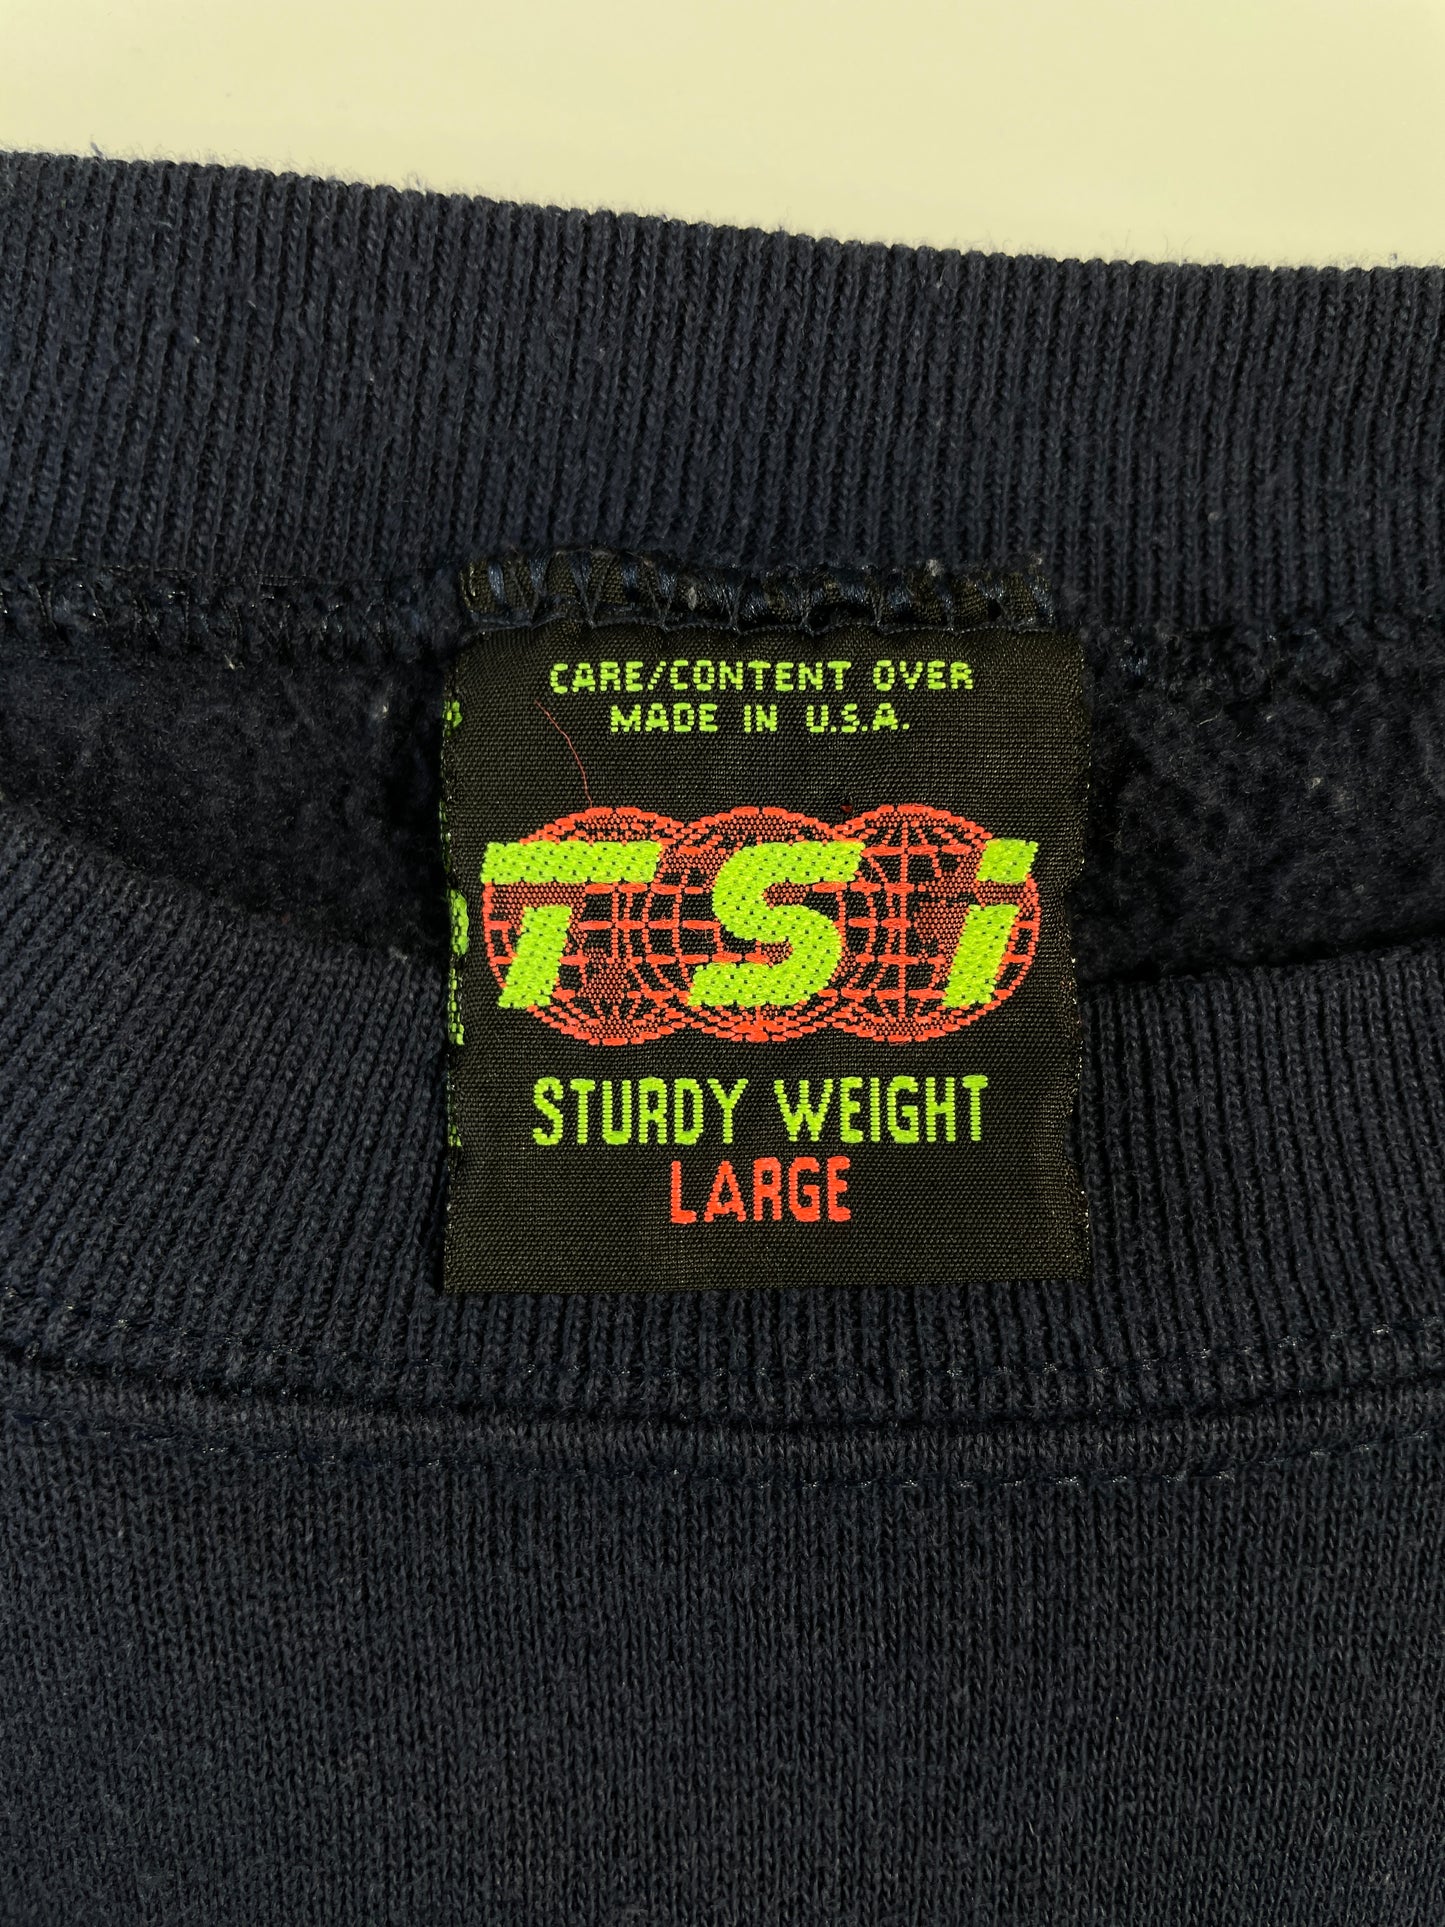 CARE/CONTENT OVER
MADE IN U.S.A.
TSi
STURDY WEIGHT
LARGE